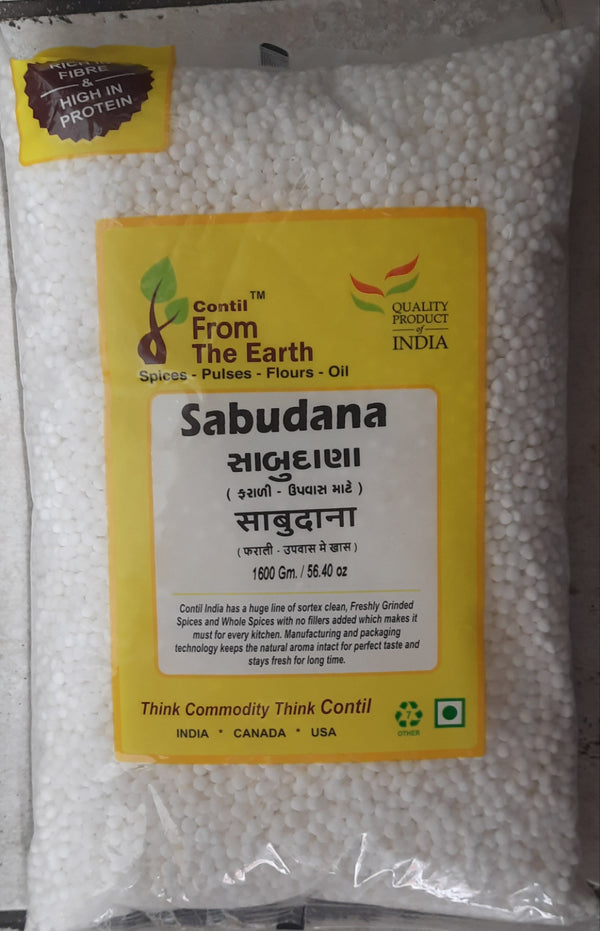 RICH IN
FIBRE
&
HIGH IN
PROTEIN
Contil TM
From
The Earth
Spices - Pulses - Flours - Oil
QUALITY
PRODUCT
of
INDIA
Sabudana
સાબુદાણા
( ફરાળી - ઉપવાસ માટે )
साबुदाना
( फराली - उपवास मे खास )
1600 Gm. / 56.40 oz
Contil India has a huge line of sortex clean, Freshly Grinded
Spices and Whole Spices with no fillers added which makes it
must for every kitchen. Manufacturing and packaging
technology keeps the natural aroma intact for perfect taste and
stays fresh for long time.
Think Commodity Think Contil
INDIA * CANADA * USA
7
OTHER